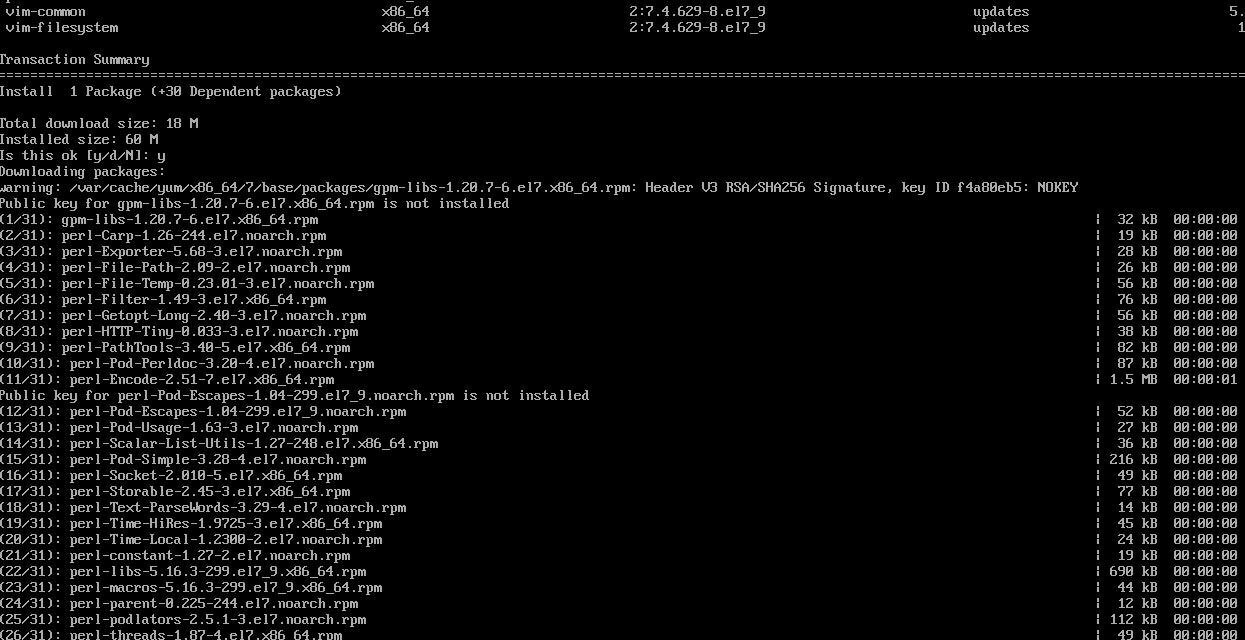 vim-common x86_64 2:7.4.629-8.el7_9 updates 5.
vim-filesystem x86_64 2:7.4.629-8.el7_9 updates 1
Transaction Summary
================================================================================
Install  1 Package (+30 Dependent packages)
Total download size: 18 M
Installed size: 60 M
Is this ok [y/d/N]: y
Downloading packages:
warning: /var/cache/yum/x86_64/7/base/packages/gpm-libs-1.20.7-6.el7.x86_64.rpm: Header V3 RSA/SHA256 Signature, key ID f4a80eb5: NOKEY
Public key for gpm-libs-1.20.7-6.el7.x86_64.rpm is not installed
(1/31): gpm-libs-1.20.7-6.el7.x86_64.rpm | 32 kB 00:00:00
(2/31): perl-Carp-1.26-244.el7.noarch.rpm | 19 kB 00:00:00
(3/31): perl-Exporter-5.68-3.el7.noarch.rpm | 28 kB 00:00:00
(4/31): perl-File-Path-2.09-2.el7.noarch.rpm | 26 kB 00:00:00
(5/31): perl-File-Temp-0.23.01-3.el7.noarch.rpm | 56 kB 00:00:00
(6/31): perl-Filter-1.49-3.el7.x86_64.rpm | 76 kB 00:00:00
(7/31): perl-Getopt-Long-2.40-3.el7.noarch.rpm | 56 kB 00:00:00
(8/31): perl-HTTP-Tiny-0.033-3.el7.noarch.rpm | 38 kB 00:00:00
(9/31): perl-PathTools-3.40-5.el7.x86_64.rpm | 82 kB 00:00:00
(10/31): perl-Pod-Perldoc-3.20-4.el7.noarch.rpm | 87 kB 00:00:00
(11/31): perl-Encode-2.51-7.el7.x86_64.rpm | 1.5 MB 00:00:01
Public key for perl-Pod-Escapes-1.04-299.el7_9.noarch.rpm is not installed
(12/31): perl-Pod-Escapes-1.04-299.el7_9.noarch.rpm | 52 kB 00:00:00
(13/31): perl-Pod-Usage-1.63-3.el7.noarch.rpm | 27 kB 00:00:00
(14/31): perl-Scalar-List-Utils-1.27-248.el7.x86_64.rpm | 36 kB 00:00:00
(15/31): perl-Pod-Simple-3.28-4.el7.noarch.rpm | 216 kB 00:00:00
(16/31): perl-Socket-2.010-5.el7.x86_64.rpm | 49 kB 00:00:00
(17/31): perl-Storable-2.45-3.el7.x86_64.rpm | 77 kB 00:00:00
(18/31): perl-Text-ParseWords-3.29-4.el7.noarch.rpm | 14 kB 00:00:00
(19/31): perl-Time-HiRes-1.9725-3.el7.x86_64.rpm | 45 kB 00:00:00
(20/31): perl-Time-Local-1.2300-2.el7.noarch.rpm | 24 kB 00:00:00
(21/31): perl-constant-1.27-2.el7.noarch.rpm | 19 kB 00:00:00
(22/31): perl-libs-5.16.3-299.el7_9.x86_64.rpm | 690 kB 00:00:00
(23/31): perl-macros-5.16.3-299.el7_9.x86_64.rpm | 44 kB 00:00:00
(24/31): perl-parent-0.225-244.el7.noarch.rpm | 12 kB 00:00:00
(25/31): perl-podlators-2.5.1-3.el7.noarch.rpm | 112 kB 00:00:00
(26/31): perl-threads-1.87-4.el7.x86_64.rpm | 49 kB 00:00:00